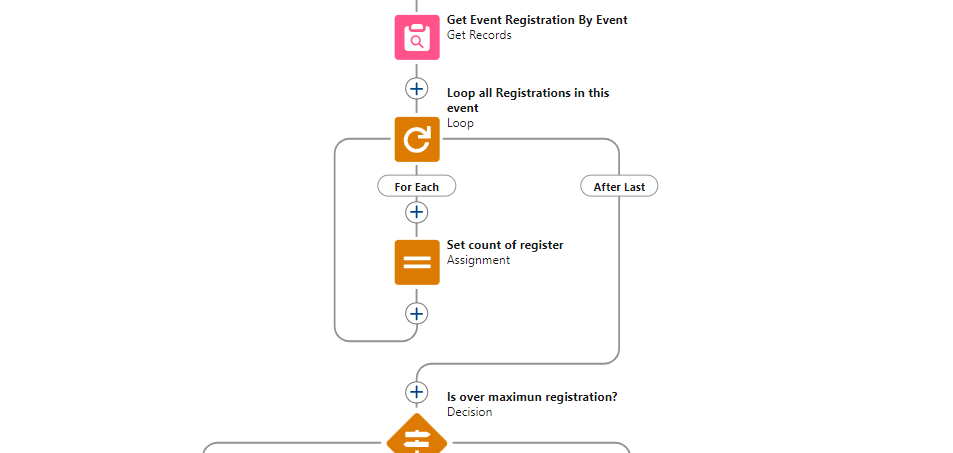 Get Event Registration By Event
Get Records
Loop all Registrations in this
event
Loop
For Each
After Last
Set count of register
Assignment
Is over maximun registration?
Decision